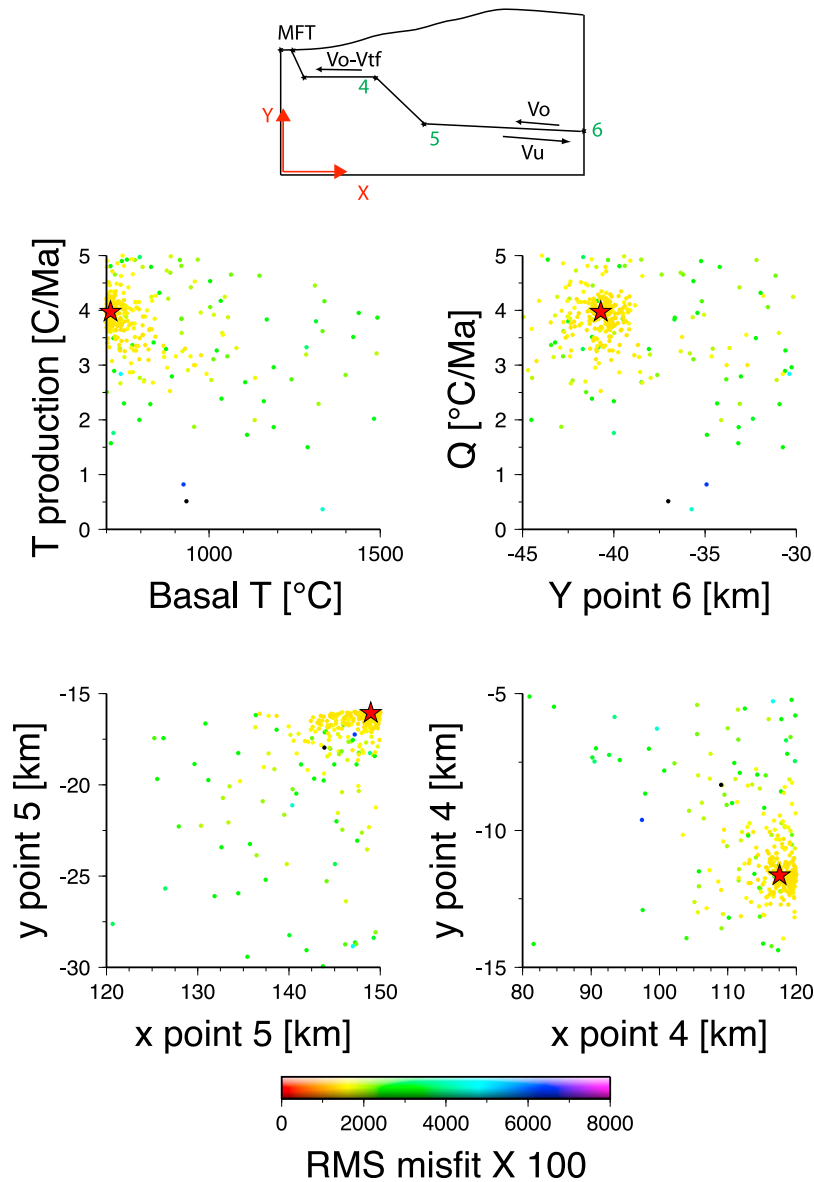 MFT
Vo-Vtf
4
Y
Vo
5
6
Vu
X
T production [C/Ma]
5
4
3
2
1
0
1000
1500
Basal T [°C]
Q [°C/Ma]
5
4
3
2
1
0
-45
-40
-35
-30
Y point 6 [km]
y point 5 [km]
-15
-20
-25
-30
120
130
140
150
x point 5 [km]
y point 4 [km]
-5
-10
-15
80
90
100
110
120
x point 4 [km]
0
2000
4000
6000
8000
RMS misfit X 100